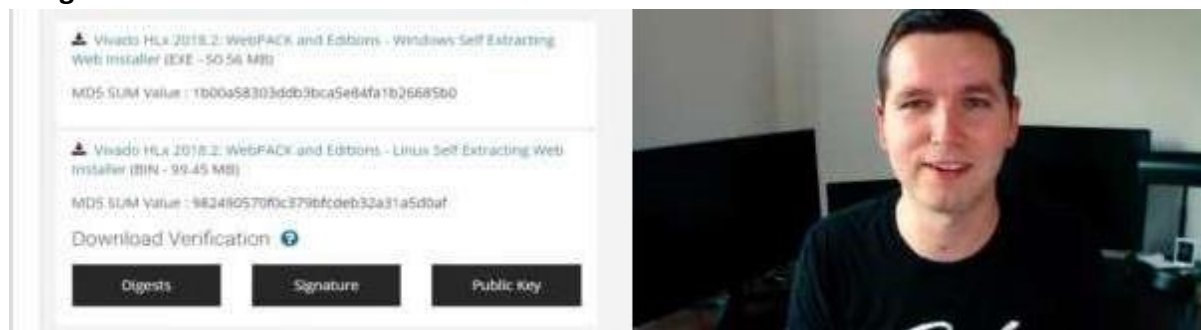 Vivado HLx 2018.2: WebPACK and Editions - Windows Self Extracting
Web Installer (EXE - 50.56 MB)
MD5 SUM Value : 1b00a58303ddb3bca5e84fa1b26685b0
Vivado HLx 2018.2: WebPACK and Editions - Linux Self Extracting Web
Installer (BIN - 99.45 MB)
MD5 SUM Value : 982490570f0c379bfcdeb32a31a5d0af
Download Verification
Digests
Signature
Public Key